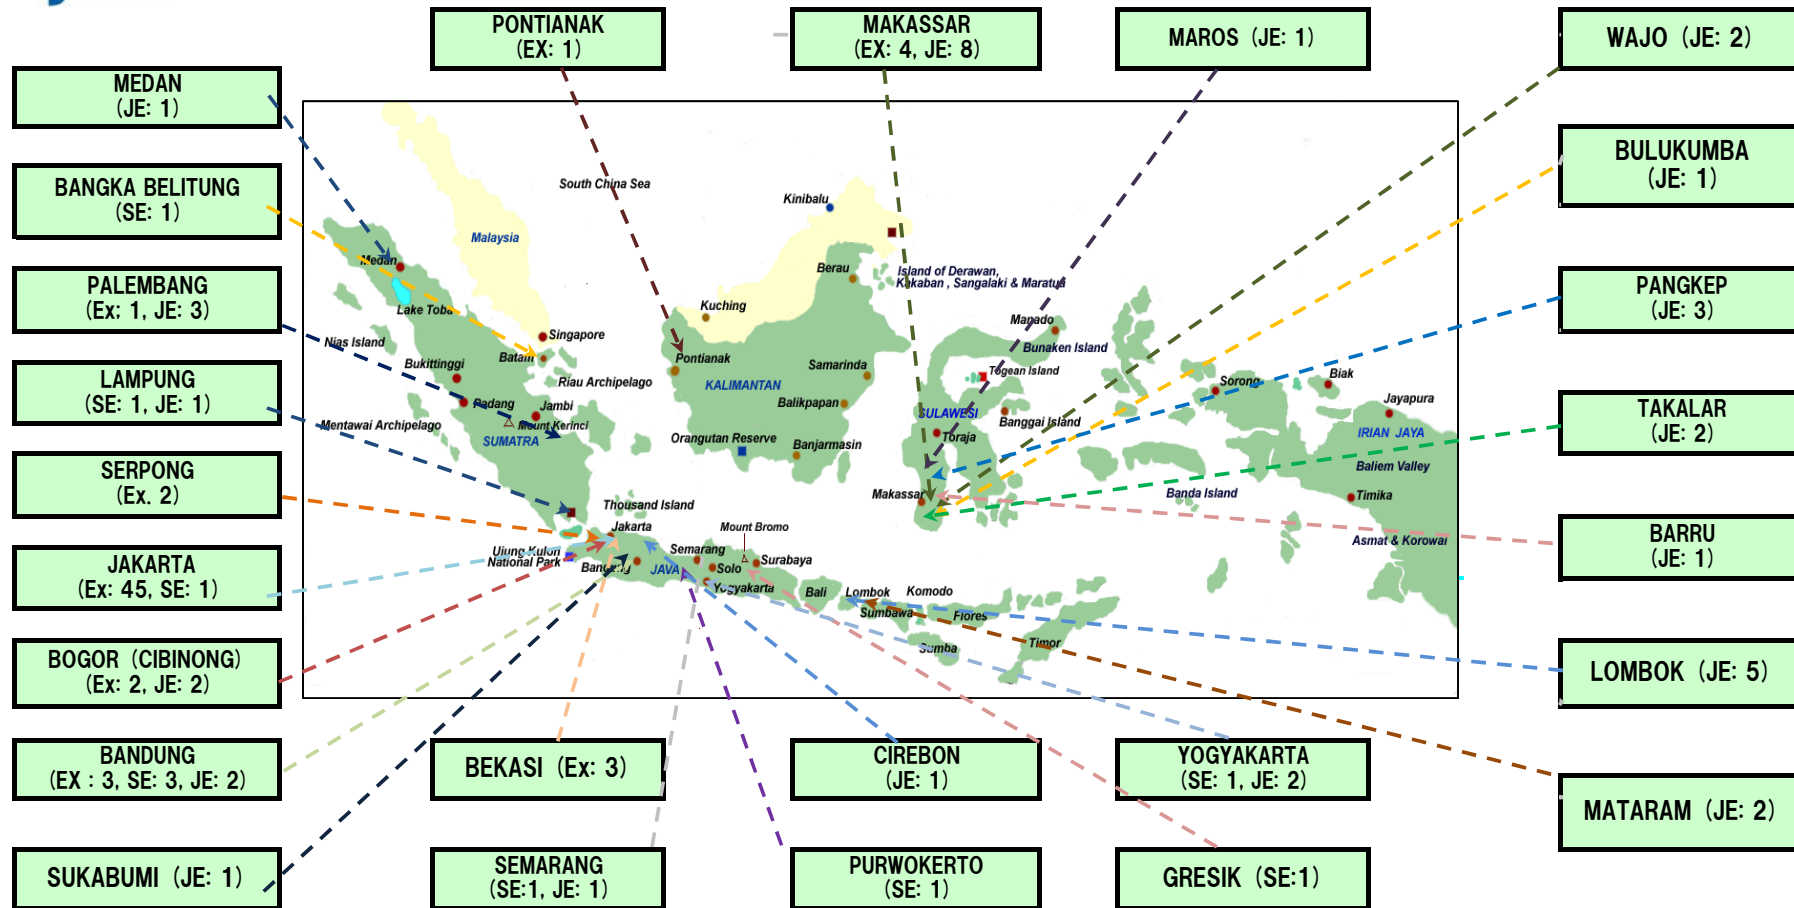 PONTIANAK
(EX: 1)
MAKASSAR
(EX: 4, JE: 8)
MAROS (JE: 1)
WAJO (JE: 2)
MEDAN
(JE: 1)
BULUKUMBA
(JE: 1)
BANGKA BELITUNG
(SE: 1)
PALEMBANG
(Ex: 1, JE: 3)
PANGKEP
(JE: 3)
LAMPUNG
(SE: 1, JE: 1)
TAKALAR
(JE: 2)
SERPONG
(Ex. 2)
JAKARTA
(Ex: 45, SE: 1)
BARRU
(JE: 1)
BOGOR (CIBINONG)
(Ex: 2, JE: 2)
LOMBOK (JE: 5)
BANDUNG
(EX : 3, SE: 3, JE: 2)
BEKASI (Ex: 3)
CIREBON
(JE: 1)
YOGYAKARTA
(SE: 1, JE: 2)
MATARAM (JE: 2)
SUKABUMI (JE: 1)
SEMARANG
(SE:1, JE: 1)
PURWOKERTO
(SE: 1)
GRESIK (SE:1)
South China Sea
Kinibalu
Malaysia
Medan
Berau
Island of Derawan,
Kakaban , Sangalaki & Maratua
Lake Toba
Kuching
Manado
Nias Island
Singapore
Bunaken Island
Batam
Bukittinggi
Pontianak
Samarinda
Togean Island
Riau Archipelago
KALIMANTAN
Sorong
Biak
Padang
Jambi
Balikpapan
SULAWESI
Banggai Island
Jayapura
Mentawai Archipelago
Mount Kerinci
SUMATRA
Orangutan Reserve
Banjarmasin
Toraja
IRIAN JAYA
Baliem Valley
Makassar
Banda Island
Timika
Thousand Island
Jakarta
Mount Bromo
Asmat & Korowai
Ujung Kulon
National Park
Semarang
Surabaya
Bandung
JAVA
Solo
Yogyakarta
Bali
Lombok
Komodo
Sumbawa
Flores
Sumba
Timor